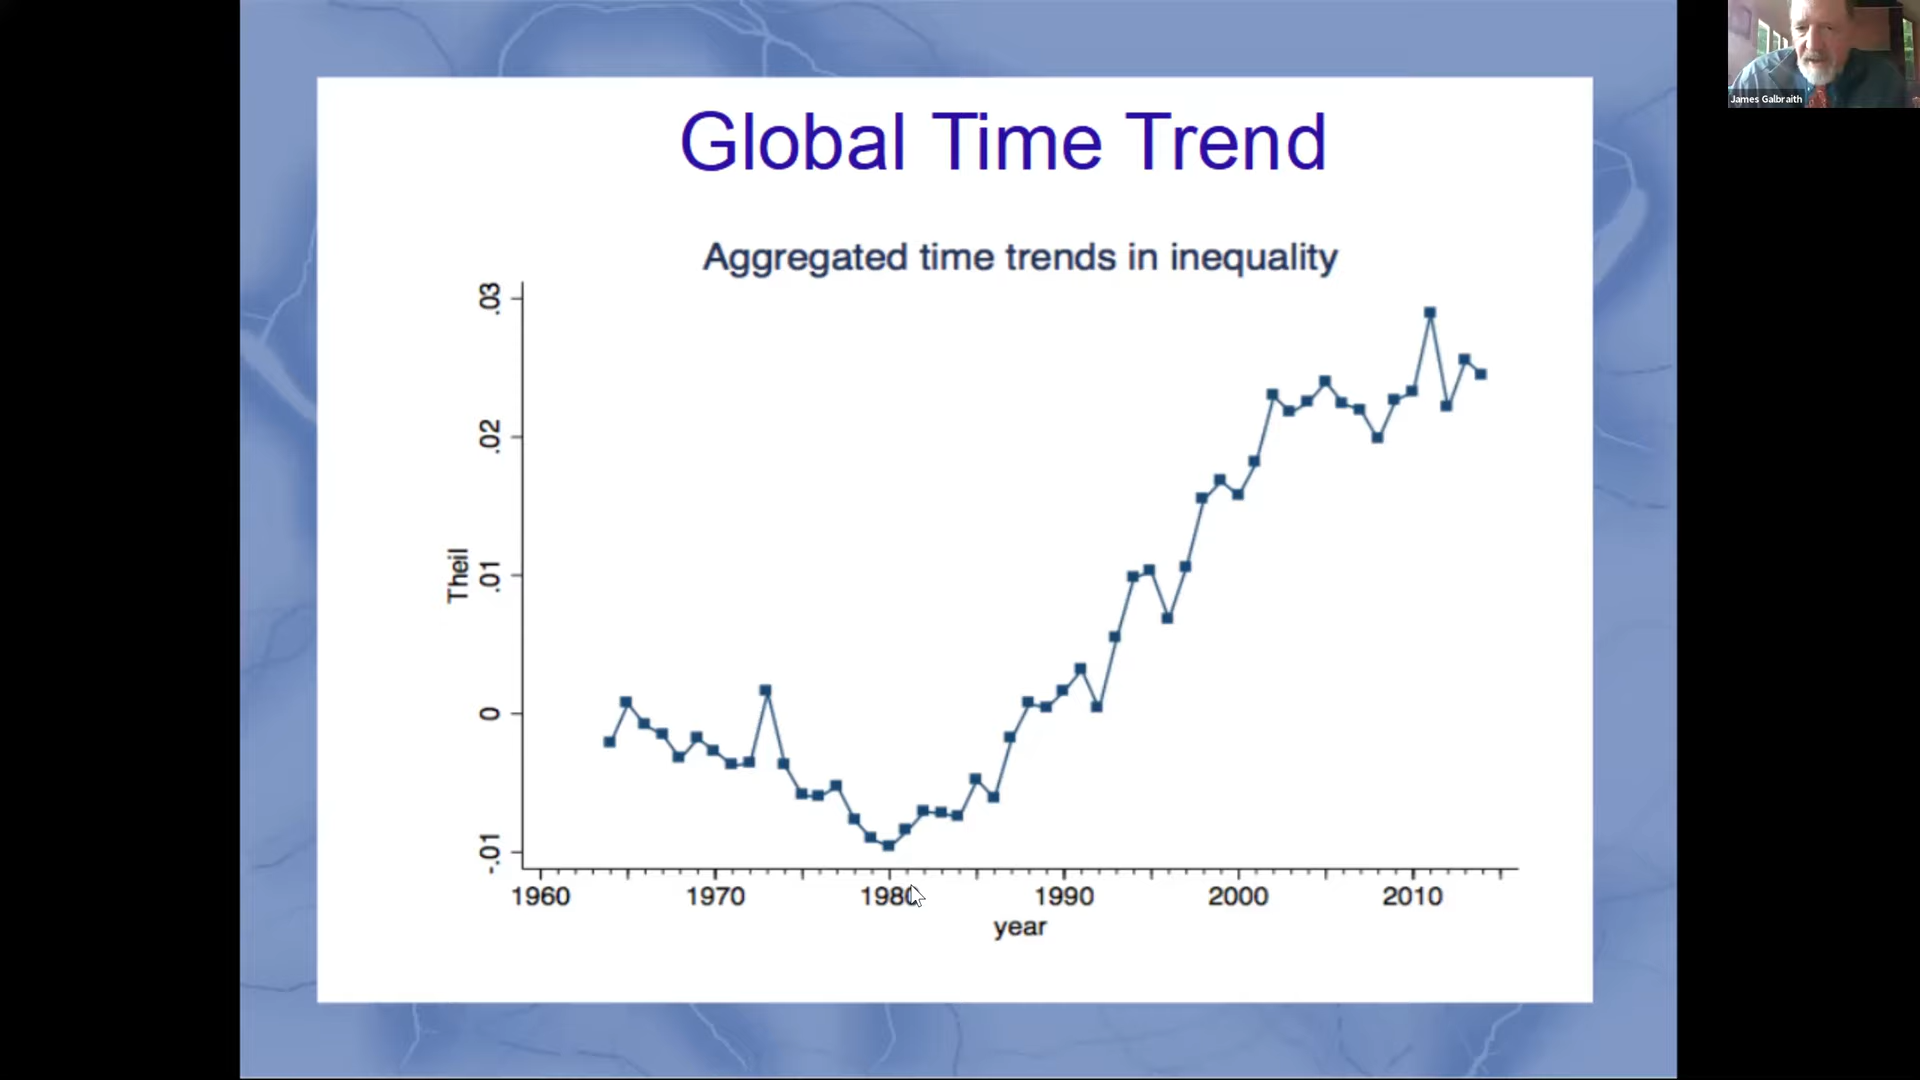 James Galbraith
Global Time Trend
Aggregated time trends in inequality
Theil
.03
.02
.01
0
-.01
1960 1970 1980 1990 2000 2010
year